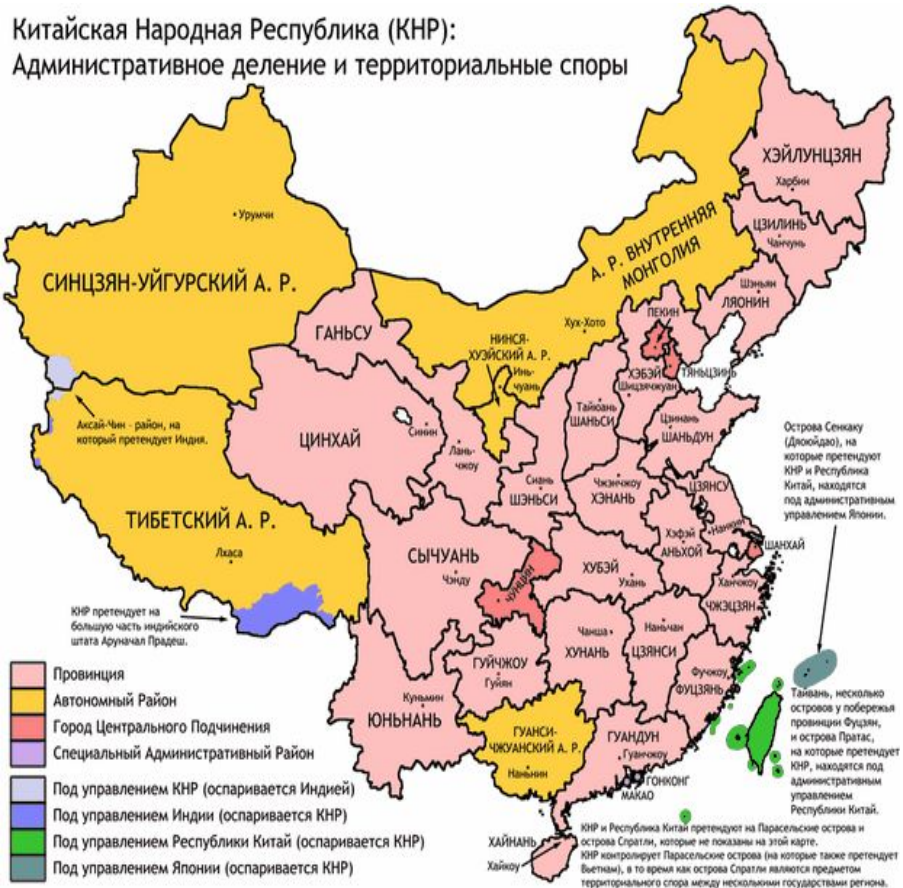 Китайская Народная Республика (КНР):
Административное деление и территориальные споры
ХЭЙЛУНЦЗЯН
Харбин
Урумчи
СИНЦЗЯН-УЙГУРСКИЙ А. Р.
А. Р. ВНУТРЕННЯЯ
МОНГОЛИЯ
ЦЗИЛИНЬ
Чанчунь
Шэньян
ЛЯОНИН
ГАНЬСУ
Хух-Хото
ПЕКИН
НИНСЯ-
ХУЭЙСКИЙ А. Р.
Инь-
чуань
ХЭБЭЙ
Шицзячжуан
ТЯНЬЦЗИНЬ
Аксай-Чин - район, на
который претендует Индия.
ЦИНХАЙ
Синин
Лань-
чжоу
Тайюань
ШАНЬСИ
Цзинань
ШАНЬДУН
Острова Сенкаку
(Дяоюйдао), на
которые претендуют
КНР и Республика
Китай, находятся
под административным
управлением Японии.
ТИБЕТСКИЙ А. Р.
Лхаса
Сиань
ШЭНЬСИ
Чжэнчжоу
ХЭНАНЬ
ЦЗЯНСУ
Нанкин
Хэфэй
АНЬХОЙ
ШАНХАЙ
СЫЧУАНЬ
Чэнду
ЧУНЦИН
ХУБЭЙ
Ухань
Ханчжоу
ЧЖЭЦЗЯН
КНР претендует на
большую часть индийского
штата Аруначал Прадеш.
Чанша
ХУНАНЬ
Наньчан
ЦЗЯНСИ
ГУЙЧЖОУ
Гуйян
Фучжоу
ФУЦЗЯНЬ
Куньмин
ЮНЬНАНЬ
ГУАНСИ-
ЧЖУАНСКИЙ А. Р.
Наньнин
ГУАНДУН
Гуанчжоу
ГОНКОНГ
МАКАО
Тайвань, несколько
островов у побережья
провинции Фуцзян,
и острова Пратас,
на которые претендует
КНР, находятся под
административным
управлением
Республики Китай.
ХАЙНАНЬ
Хайкоу
Провинция
Автономный Район
Город Центрального Подчинения
Специальный Административный Район
Под управлением КНР (оспаривается Индией)
Под управлением Индии (оспаривается КНР)
Под управлением Республики Китай (оспаривается КНР)
Под управлением Японии (оспаривается КНР)
КНР и Республика Китай претендуют на Парасельские острова и
острова Спратли, которые не показаны на этой карте.
КНР контролирует Парасельские острова (на которые также претендует
Вьетнам), в то время как острова Спратли являются предметом
территориального спора между несколькими государствами региона.